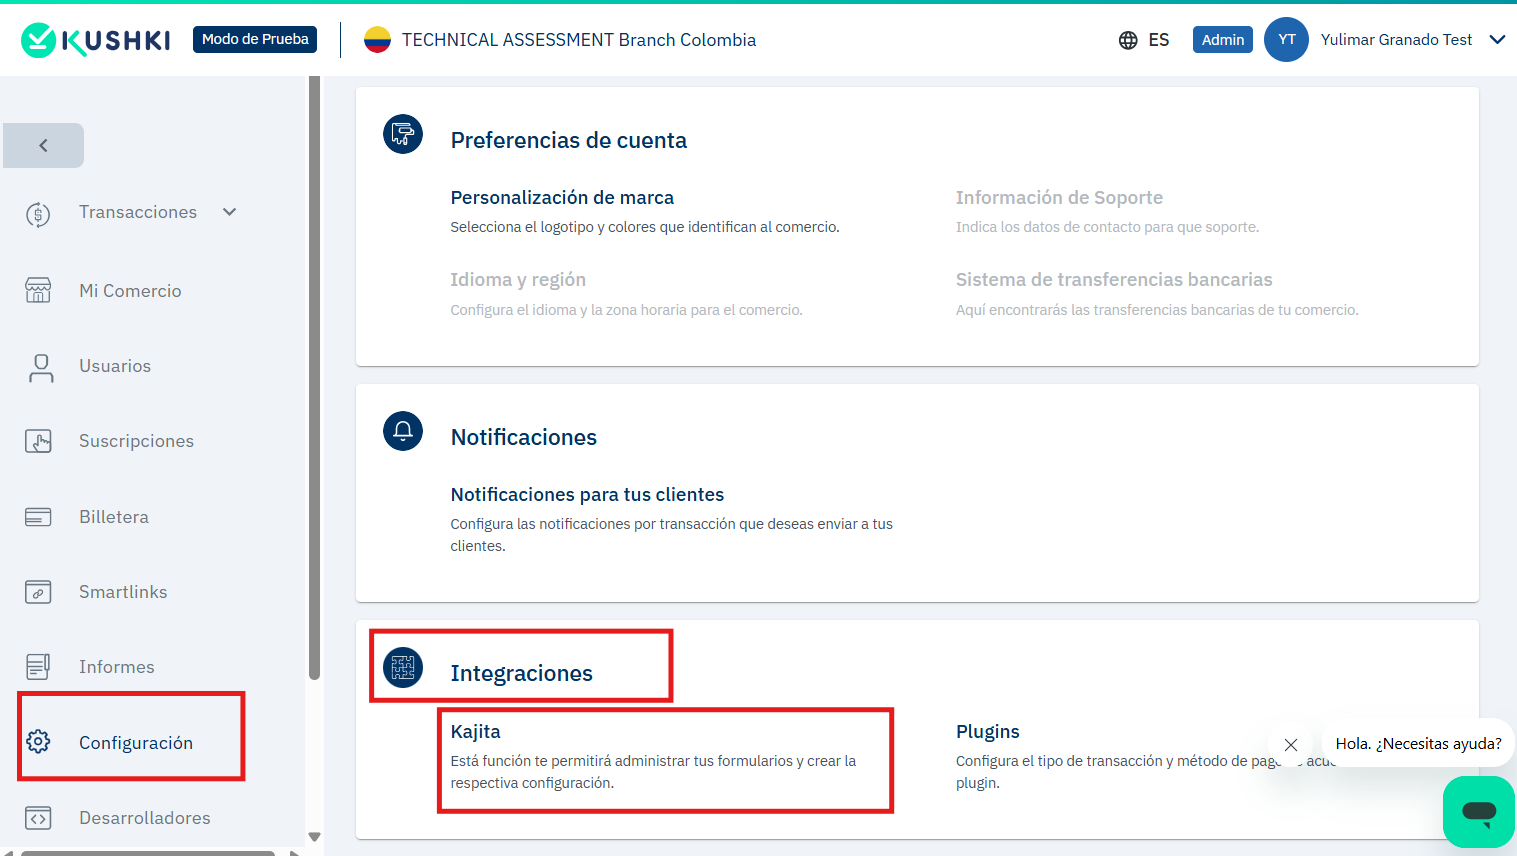 KUSHKI
Modo de Prueba
TECHNICAL ASSESSMENT Branch Colombia
ES
Admin
YT
Yulimar Granado Test
Transacciones
Mi Comercio
Usuarios
Suscripciones
Billetera
Smartlinks
Informes
Configuración
Desarrolladores
Preferencias de cuenta
Personalización de marca
Selecciona el logotipo y colores que identifican al comercio.
Información de Soporte
Indica los datos de contacto para que soporte.
Idioma y región
Configura el idioma y la zona horaria para el comercio.
Sistema de transferencias bancarias
Aquí encontrarás las transferencias bancarias de tu comercio.
Notificaciones
Notificaciones para tus clientes
Configura las notificaciones por transacción que deseas enviar a tus
clientes.
Integraciones
Kajita
Está función te permitirá administrar tus formularios y crear la
respectiva configuración.
Plugins
Configura el tipo de transacción y método de
plugin.
Hola. ¿Necesitas ayuda?